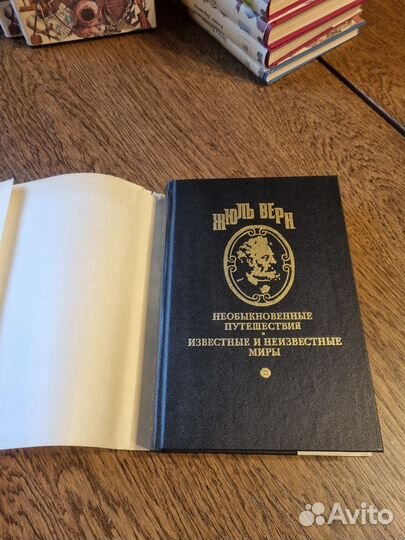 ЖЮЛЬ ВЕРН
НЕОБЫКНОВЕННЫЕ
ПУТЕШЕСТВИЯ
ИЗВЕСТНЫЕ И НЕИЗВЕСТНЫЕ
МИРЫ
Avito